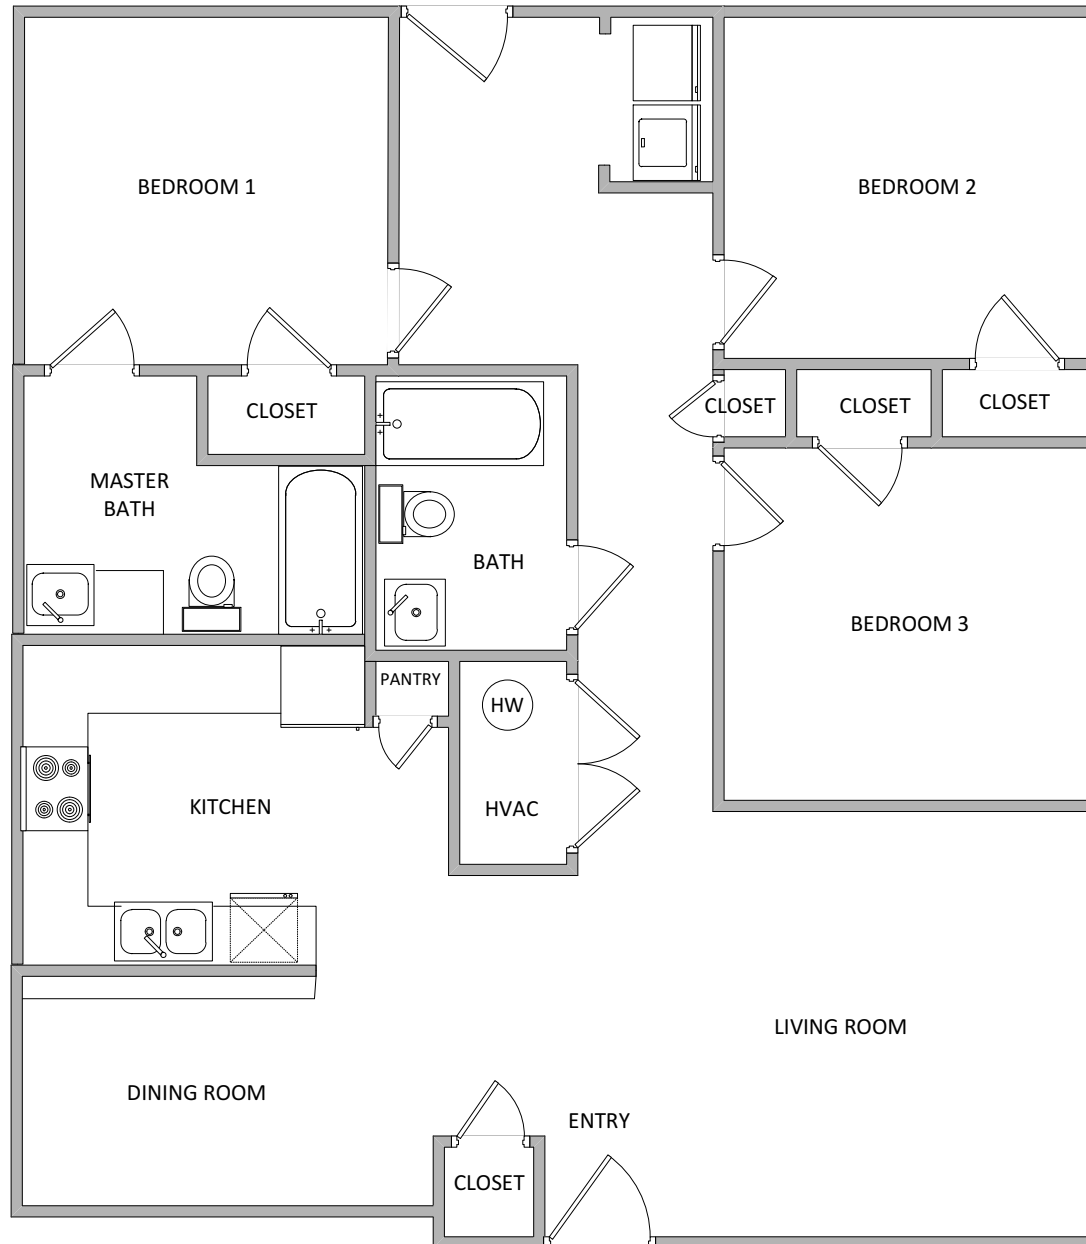 BEDROOM 1
BEDROOM 2
CLOSET
CLOSET
CLOSET
CLOSET
MASTER
BATH
BATH
BEDROOM 3
PANTRY
HW
KITCHEN
HVAC
LIVING ROOM
DINING ROOM
ENTRY
CLOSET